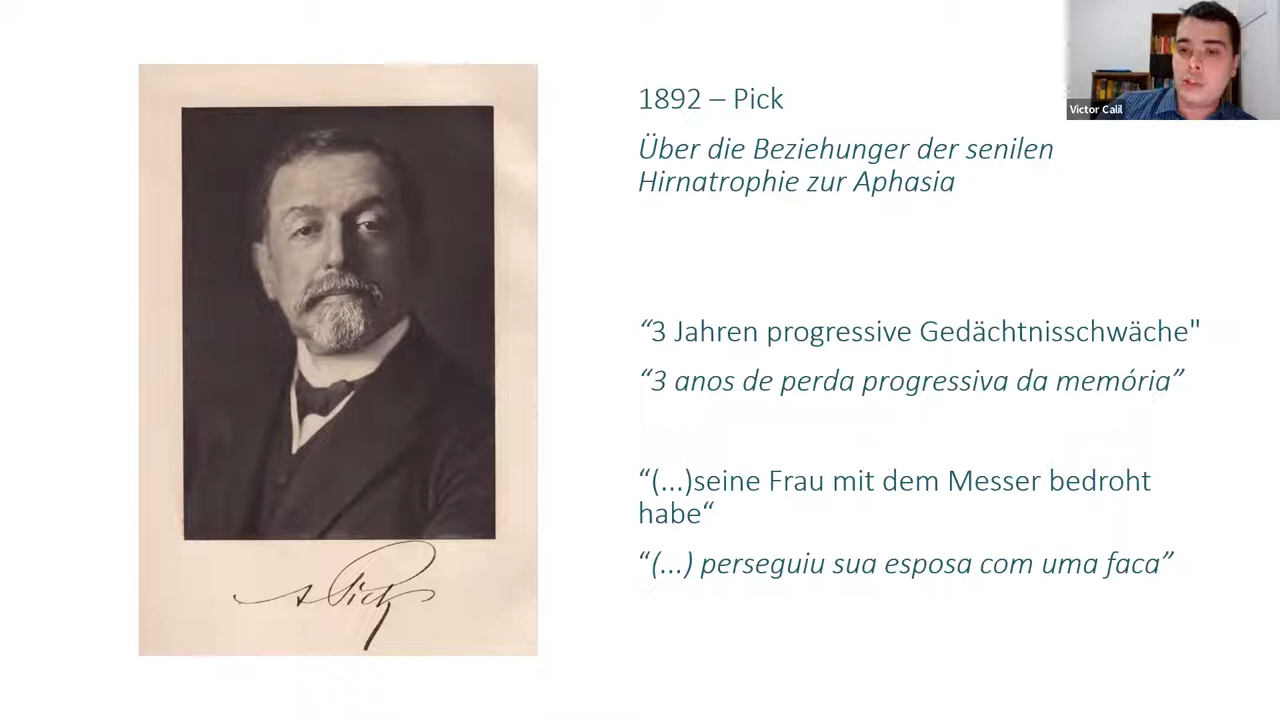 1892 – Pick
Über die Beziehunger der senilen
Hirnatrophie zur Aphasia
“3 Jahren progressive Gedächtnisschwäche"
“3 anos de perda progressiva da memória”
“(...)seine Frau mit dem Messer bedroht
habe“
“(...) perseguiu sua esposa com uma faca”
A Pick
Victor Calil